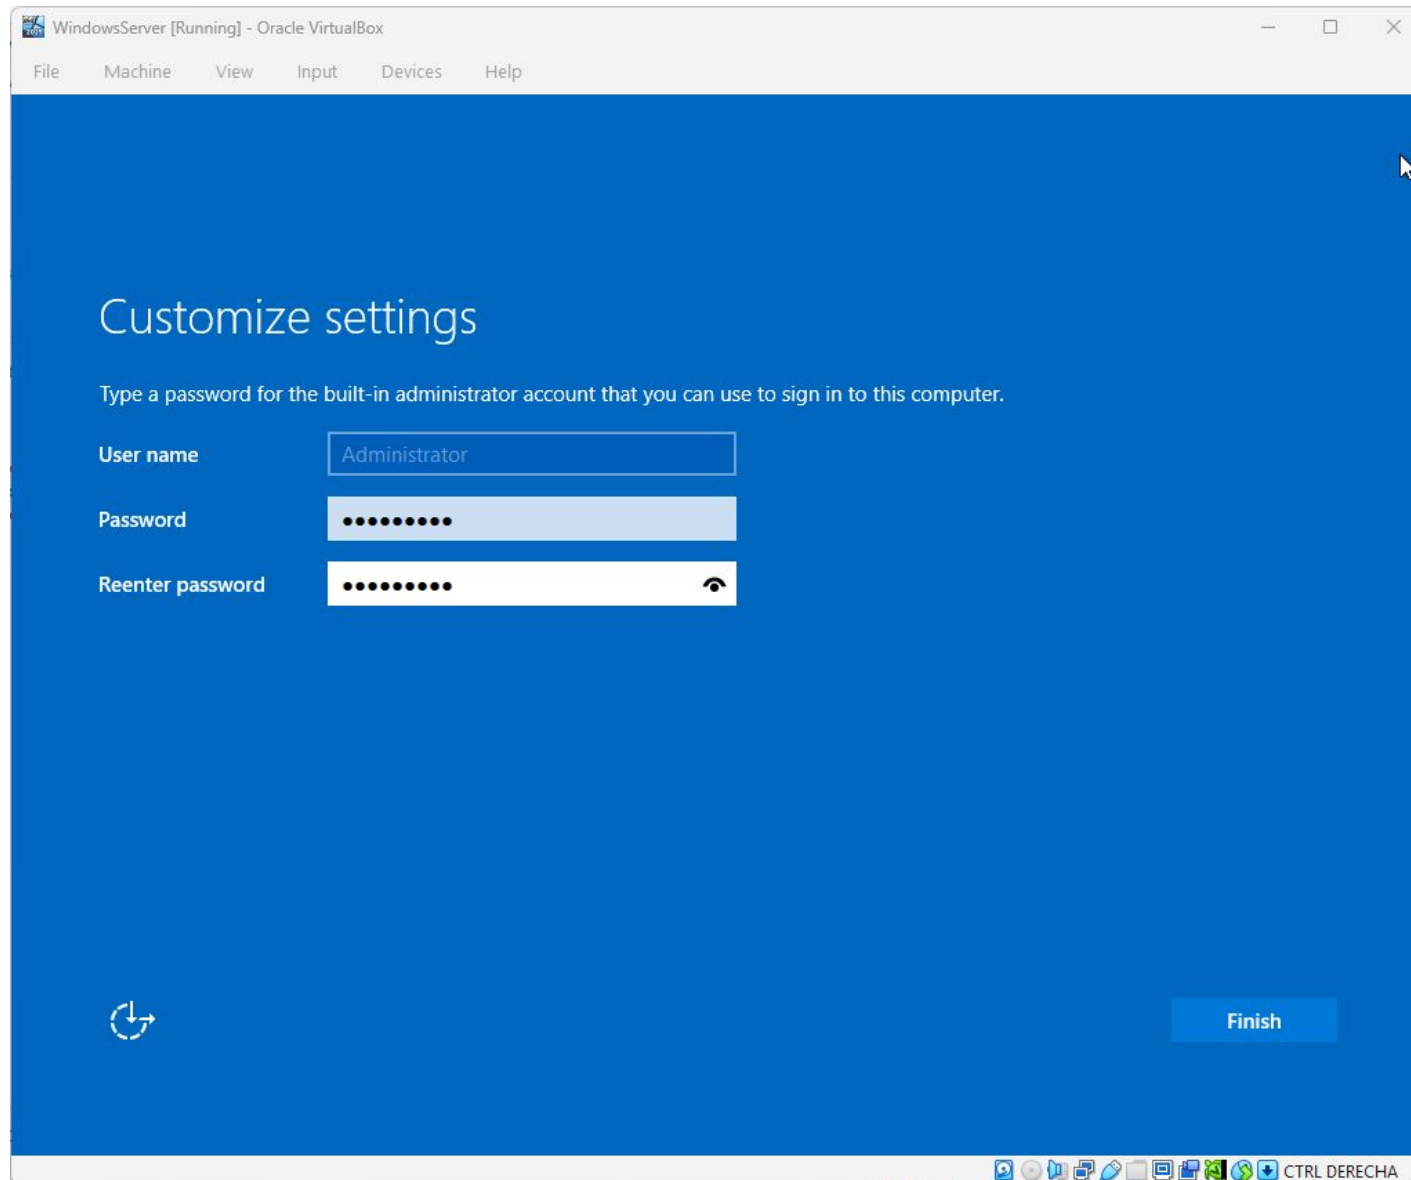 WindowsServer [Running] - Oracle VirtualBox
File Machine View Input Devices Help
Customize settings
Type a password for the built-in administrator account that you can use to sign in to this computer.
User name Administrator
Password •••••••••
Reenter password •••••••••
Finish
CTRL DERECHA